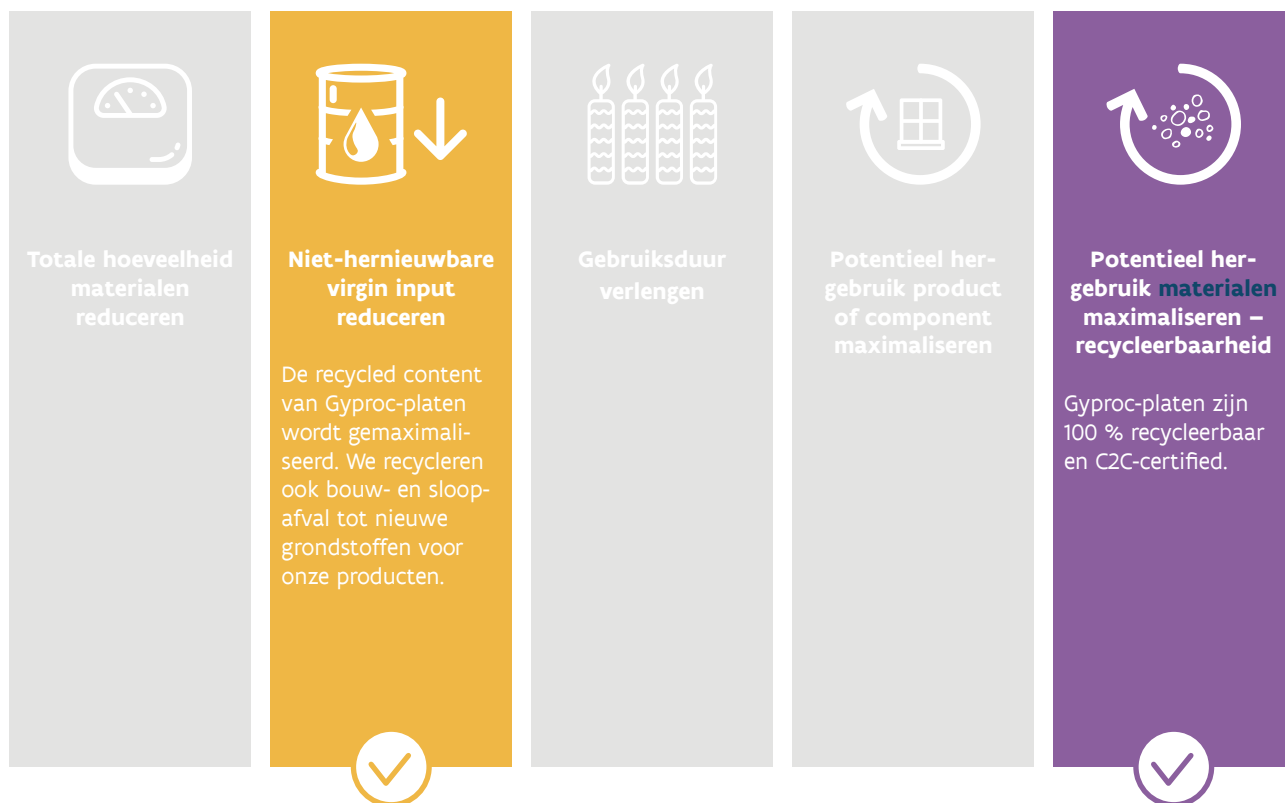 Totale hoeveelheid
materialen
reduceren
Niet-hernieuwbare
virgin input
reduceren
De recycled content
van Gyproc-platen
wordt gemaximali-
seerd. We recycleren
ook bouw- en sloop-
afval tot nieuwe
grondstoffen voor
onze producten.
Gebruiksduur
verlengen
Potentieel her-
gebruik product
of component
maximaliseren
Potentieel her-
gebruik materialen
maximaliseren –
recycleerbaarheid
Gyproc-platen zijn
100 % recycleerbaar
en C2C-certified.